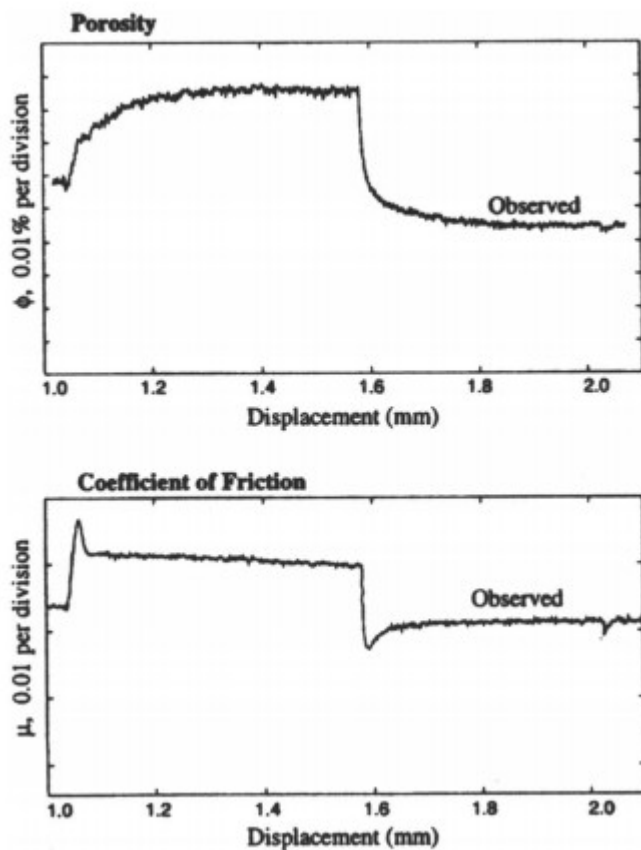 Porosity
ϕ, 0.01% per division
Observed
1.0 1.2 1.4 1.6 1.8 2.0
Displacement (mm)
Coefficient of Friction
μ, 0.01 per division
Observed
1.0 1.2 1.4 1.6 1.8 2.0
Displacement (mm)